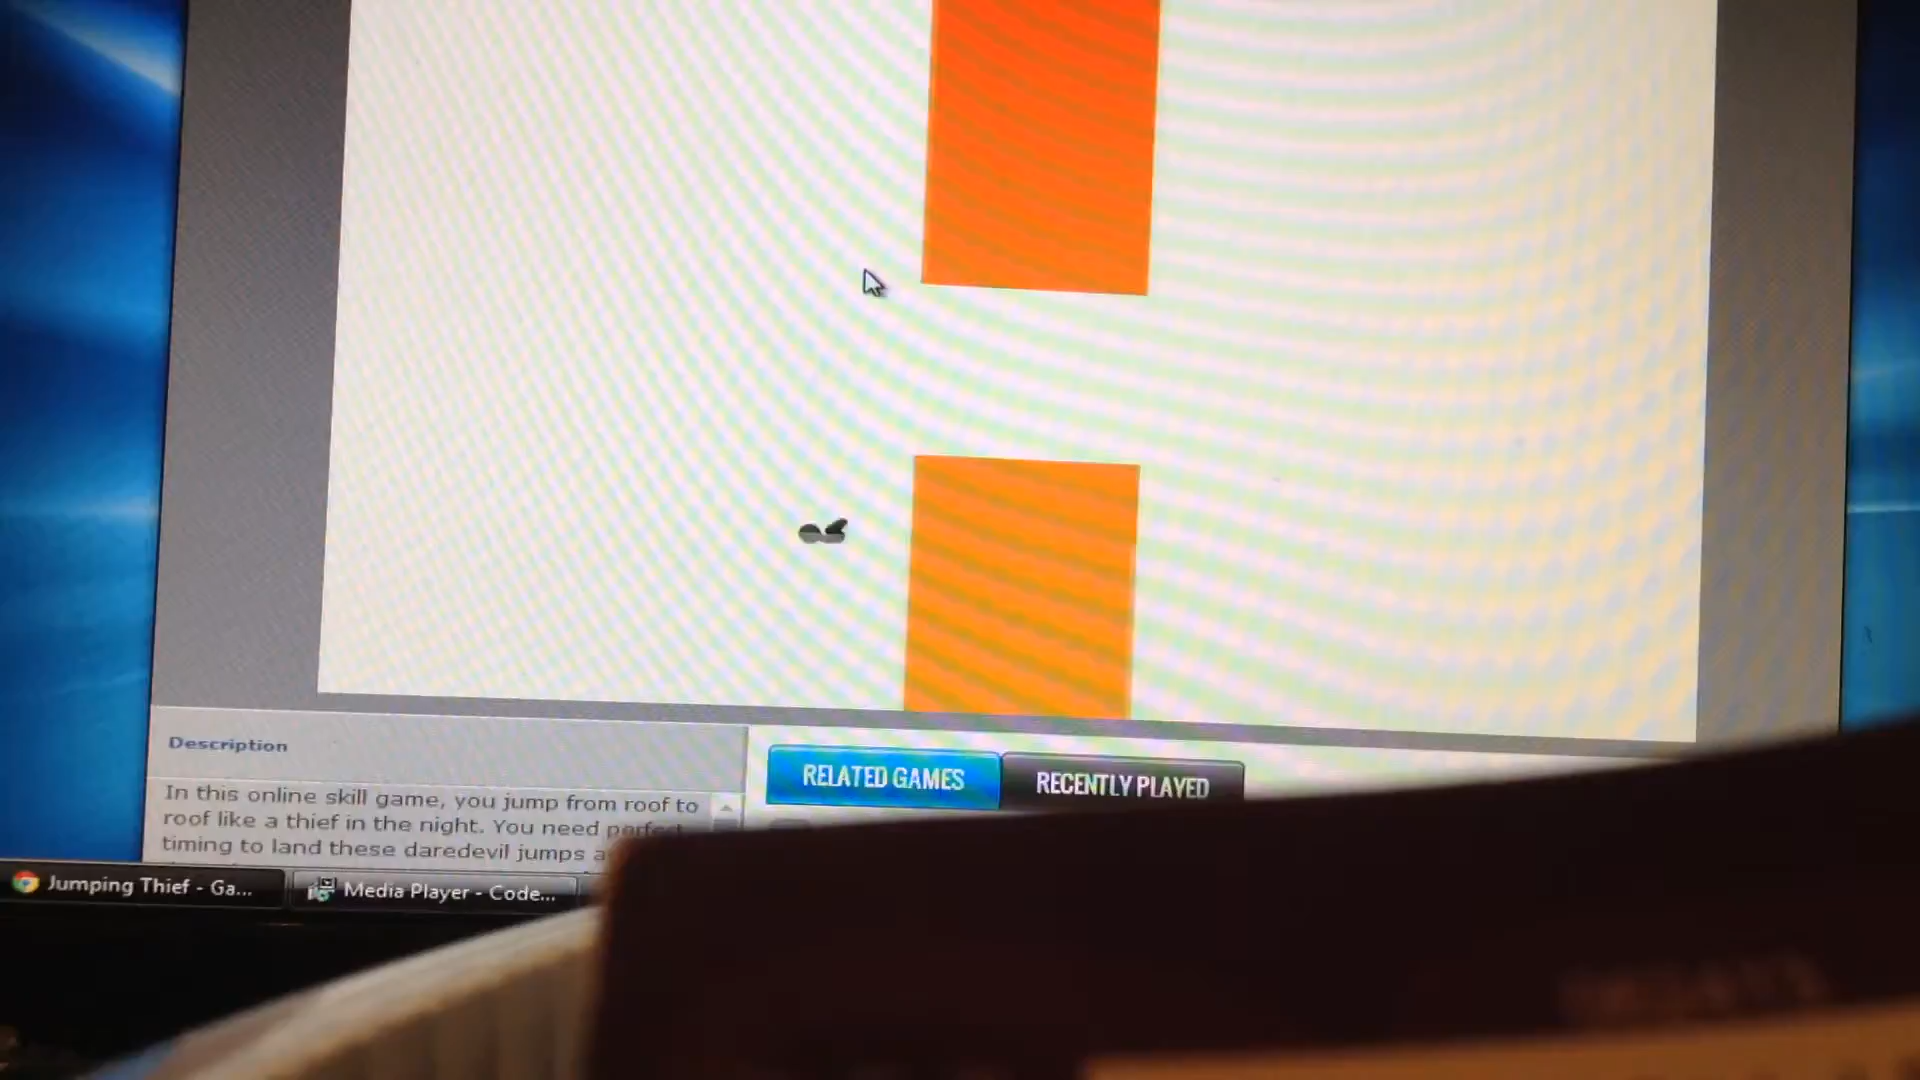 Description
In this online skill game, you jump from roof to
roof like a thief in the night. You need perfect
timing to land these daredevil jumps a
RELATED GAMES
RECENTLY PLAYED
Jumping Thief - Ga...
Media Player - Code...